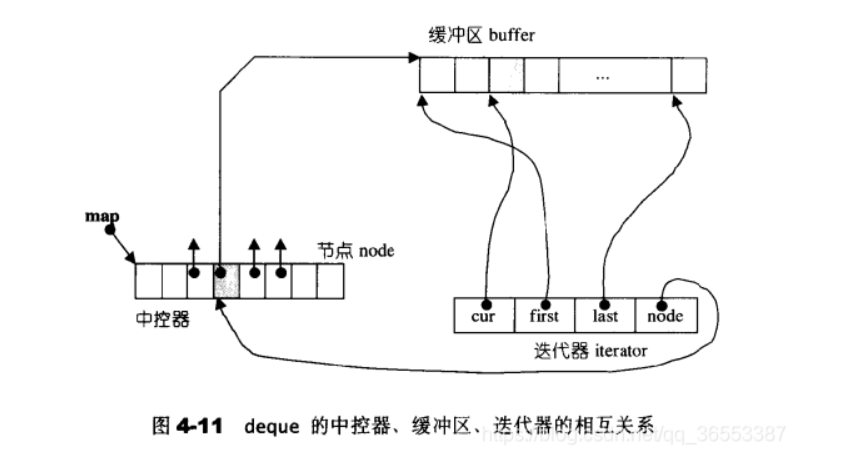 缓冲区 buffer
...
map
节点 node
中控器
cur first last node
迭代器 iterator
图 4-11 deque 的中控器、缓冲区、迭代器的相互关系
https://blog.csdn.net/qq_36553387